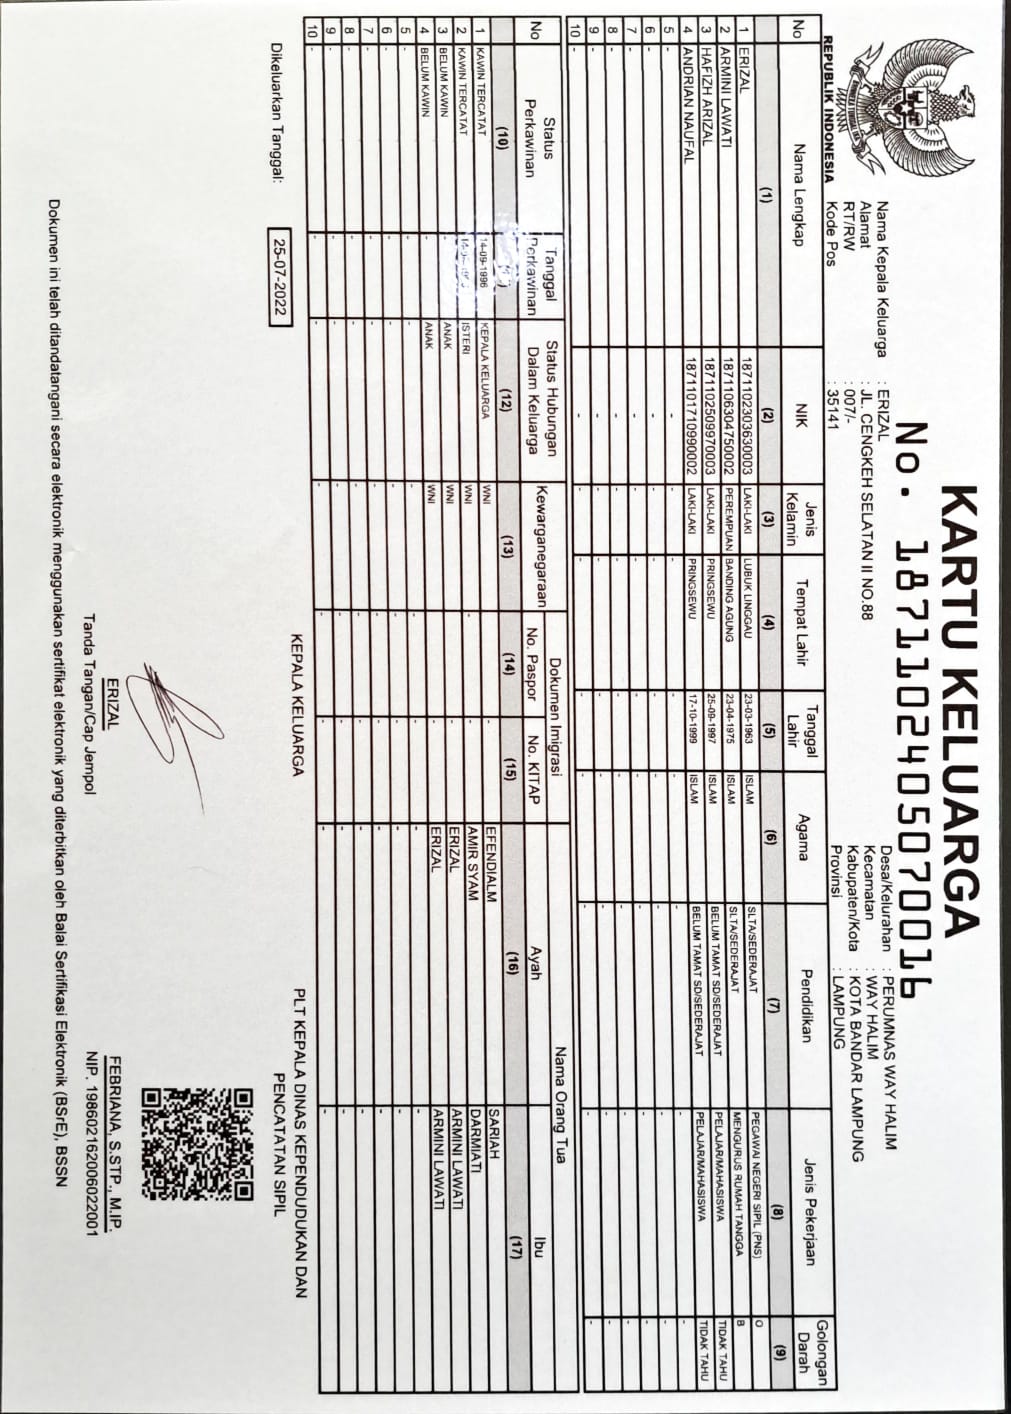 KARTU KELUARGA
No. 1871102405070016
REPUBLIK INDONESIA
Nama Kepala Keluarga : ERIZAL
Alamat : JL. CENGKEH SELATAN II NO.88
RT/RW : 007/-
Kode Pos : 35141
Desa/Kelurahan : PERUMNAS WAY HALIM
Kecamatan : WAY HALIM
Kabupaten/Kota : KOTA BANDAR LAMPUNG
Provinsi : LAMPUNG
No Nama Lengkap NIK Jenis Kelamin Tempat Lahir Tanggal Lahir Agama Pendidikan Jenis Pekerjaan Golongan Darah
(1) (2) (3) (4) (5) (6) (7) (8) (9)
1 ERIZAL 1871102303630003 LAKI-LAKI LUBUK LINGGAU 23-03-1963 ISLAM SLTA/SEDERAJAT PEGAWAI NEGERI SIPIL (PNS) O
2 ARMINI LAWATI 1871106304750002 PEREMPUAN BANDING AGUNG 23-04-1975 ISLAM SLTA/SEDERAJAT MENGURUS RUMAH TANGGA B
3 HAFIZH ARIZAL 1871102509970003 LAKI-LAKI PRINGSEWU 25-09-1997 ISLAM BELUM TAMAT SD/SEDERAJAT PELAJAR/MAHASISWA TIDAK TAHU
4 ANDRIAN NAUFAL 1871101710990002 LAKI-LAKI PRINGSEWU 17-10-1999 ISLAM BELUM TAMAT SD/SEDERAJAT PELAJAR/MAHASISWA TIDAK TAHU
5 - - - - - - - - -
6 - - - - - - - - -
7 - - - - - - - - -
8 - - - - - - - - -
9 - - - - - - - - -
10 - - - - - - - - -
No Status Perkawinan Tanggal Perkawinan Status Hubungan Dalam Keluarga Kewarganegaraan Dokumen Imigrasi Nama Orang Tua
No. Paspor No. KITAP Ayah Ibu
(10) (12) (13) (14) (15) (16) (17)
1 KAWIN TERCATAT 14-09-1996 KEPALA KELUARGA WNI - - EFENDIALM SARIAH
2 KAWIN TERCATAT ISTERI WNI - - AMIR SYAM DARMIATI
3 BELUM KAWIN - ANAK WNI - - ERIZAL ARMINI LAWATI
4 BELUM KAWIN - ANAK WNI - - ERIZAL ARMINI LAWATI
5 - - - - - - - -
6 - - - - - - - -
7 - - - - - - - -
8 - - - - - - - -
9 - - - - - - - -
10 - - - - - - - -
Dikeluarkan Tanggal: 25-07-2022
KEPALA KELUARGA
ERIZAL
Tanda Tangan/Cap Jempol
PLT KEPALA DINAS KEPENDUDUKAN DAN
PENCATATAN SIPIL
FEBRIANA, S.STP., M.IP.
NIP. 198602162006022001
Dokumen ini telah ditandatangani secara elektronik menggunakan sertifikat elektronik yang diterbitkan oleh Balai Sertifikasi Elektronik (BSrE), BSSN